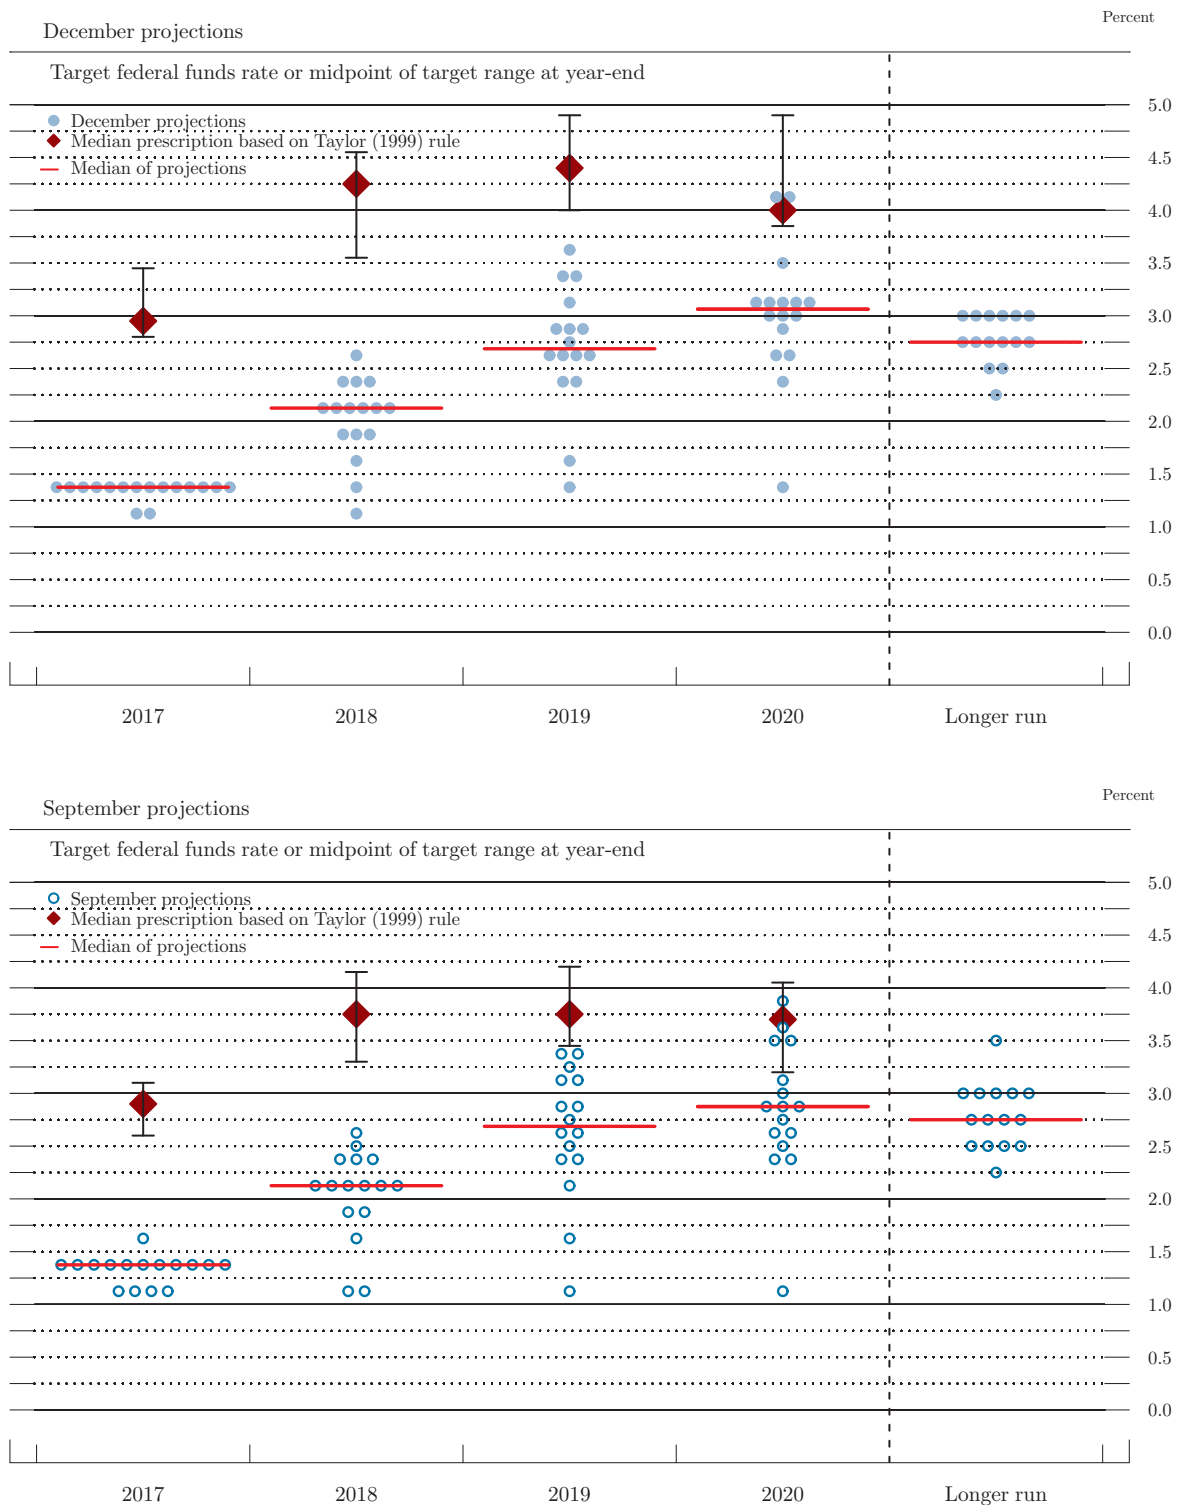 Percent
December projections
Target federal funds rate or midpoint of target range at year-end
December projections
Median prescription based on Taylor (1999) rule
Median of projections
5.0
4.5
4.0
3.5
3.0
2.5
2.0
1.5
1.0
0.5
0.0
2017 2018 2019 2020 Longer run
Percent
September projections
Target federal funds rate or midpoint of target range at year-end
September projections
Median prescription based on Taylor (1999) rule
Median of projections
5.0
4.5
4.0
3.5
3.0
2.5
2.0
1.5
1.0
0.5
0.0
2017 2018 2019 2020 Longer run